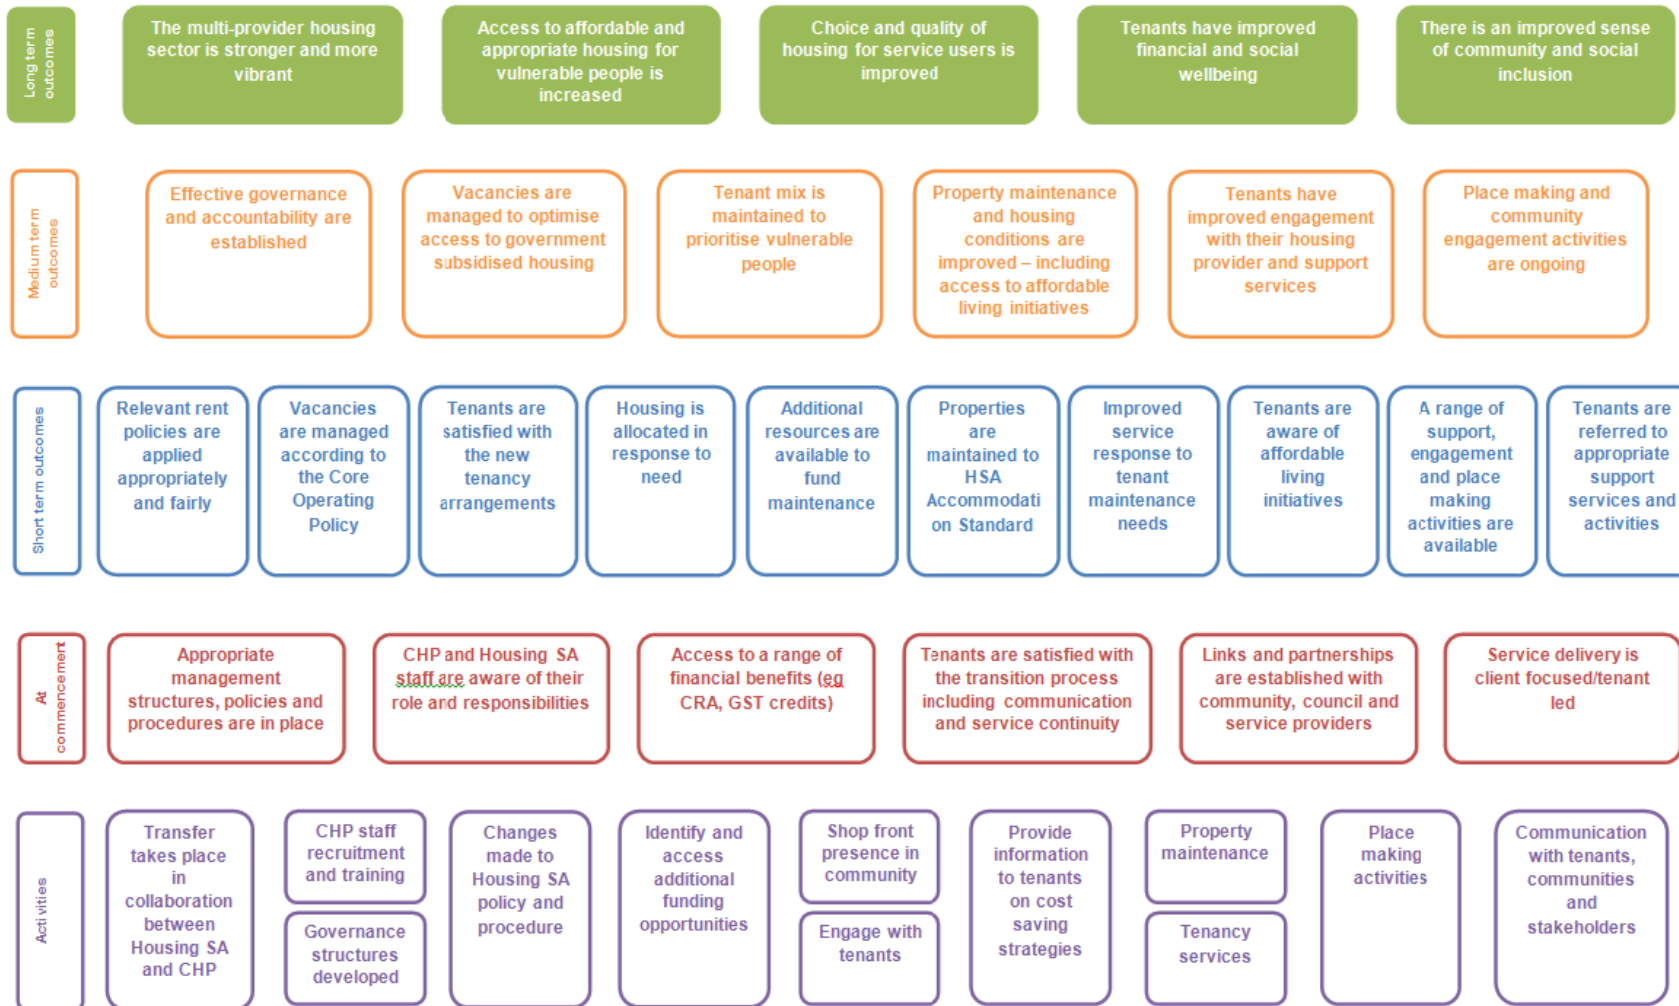 Long term
outcomes
The multi-provider housing
sector is stronger and more
vibrant
Access to affordable and
appropriate housing for
vulnerable people is
increased
Choice and quality of
housing for service users is
improved
Tenants have improved
financial and social
wellbeing
There is an improved sense
of community and social
inclusion
Medium term
outcomes
Effective governance
and accountability are
established
Vacancies are
managed to optimise
access to government
subsidised housing
Tenant mix is
maintained to
prioritise vulnerable
people
Property maintenance
and housing
conditions are
improved – including
access to affordable
living initiatives
Tenants have
improved engagement
with their housing
provider and support
services
Place making and
community
engagement activities
are ongoing
Short term outcomes
Relevant rent
policies are
applied
appropriately
and fairly
Vacancies
are managed
according to
the Core
Operating
Policy
Tenants are
satisfied with
the new
tenancy
arrangements
Housing is
allocated in
response to
need
Additional
resources are
available to
fund
maintenance
Properties
are
maintained to
HSA
Accommodati
on Standard
Improved
service
response to
tenant
maintenance
needs
Tenants are
aware of
affordable
living
initiatives
A range of
support,
engagement
and place
making
activities are
available
Tenants are
referred to
appropriate
support
services and
activities
At
commencement
Appropriate
management
structures, policies and
procedures are in place
CHP and Housing SA
staff are aware of their
role and responsibilities
Access to a range of
financial benefits (eg
CRA, GST credits)
Tenants are satisfied with
the transition process
including communication
and service continuity
Links and partnerships
are established with
community, council and
service providers
Service delivery is
client focused/tenant
led
Activities
Transfer
takes place
in
collaboration
between
Housing SA
and CHP
CHP staff
recruitment
and training
Governance
structures
developed
Changes
made to
Housing SA
policy and
procedure
Identify and
access
additional
funding
opportunities
Shop front
presence in
community
Engage with
tenants
Provide
information
to tenants
on cost
saving
strategies
Property
maintenance
Tenancy
services
Place
making
activities
Communication
with tenants,
communities
and
stakeholders